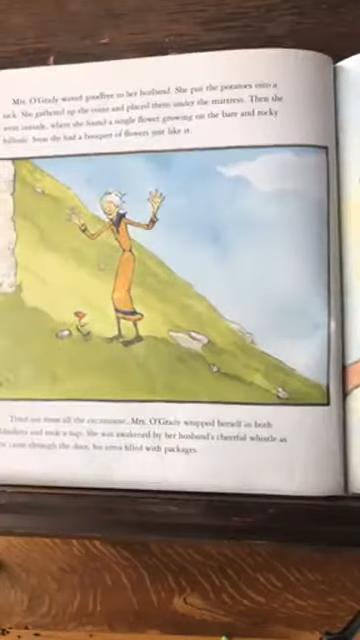 Mrs. O'Grady waved goodbye to her husband. She put the potatoes into a
sack. She gathered up the coins and placed them under the mattress. Then she
went outside, where she found a single flower growing on the bare and rocky
hillside. Soon she had a bouquet of flowers just like it.
Tired out from all the excitement, Mrs. O'Grady wrapped herself in both
blankets and took a nap. She was awakened by her husband's cheerful whistle as
he came through the door, his arms filled with packages.